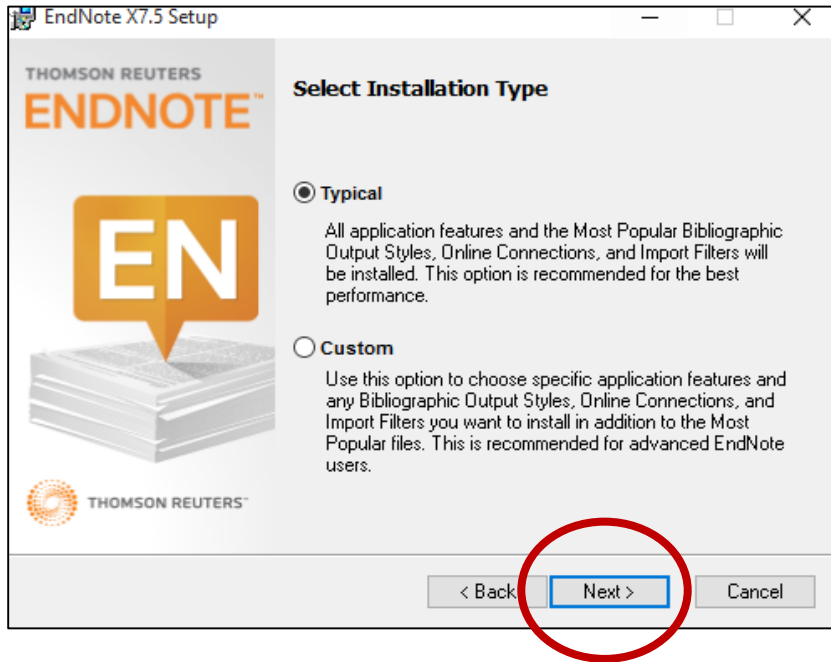 EndNote X7.5 Setup
THOMSON REUTERS
ENDNOTE™
Select Installation Type
Typical
All application features and the Most Popular Bibliographic
Output Styles, Online Connections, and Import Filters will
be installed. This option is recommended for the best
performance.
EN
Custom
Use this option to choose specific application features and
any Bibliographic Output Styles, Online Connections, and
Import Filters you want to install in addition to the Most
Popular files. This is recommended for advanced EndNote
users.
THOMSON REUTERS™
< Back
Next >
Cancel